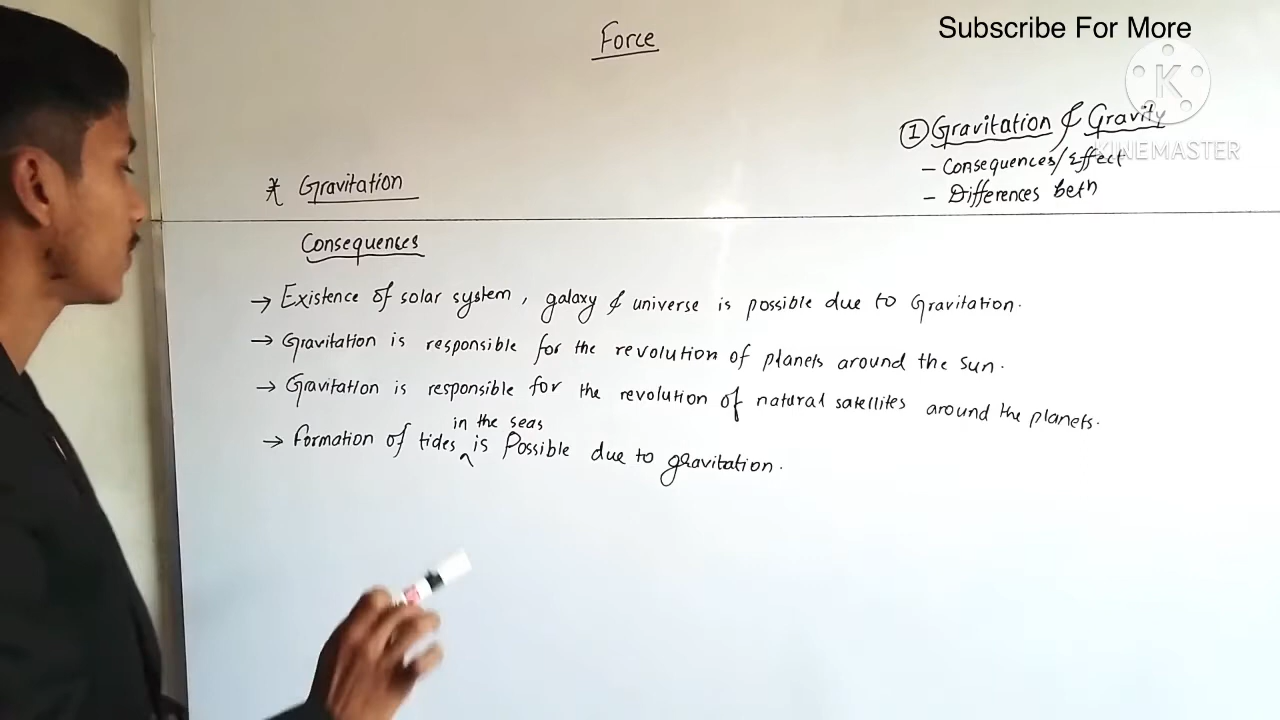 Subscribe For More
Force
K
KINEMASTER
① Gravitation & Gravity
- Consequences/Effect
- Differences betn
* Gravitation
Consequences
→ Existence of solar system, galaxy & universe is possible due to Gravitation.
→ Gravitation is responsible for the revolution of planets around the sun.
→ Gravitation is responsible for the revolution of natural satellites around the planets.
in the seas
→ Formation of tides ^ is Possible due to gravitation.